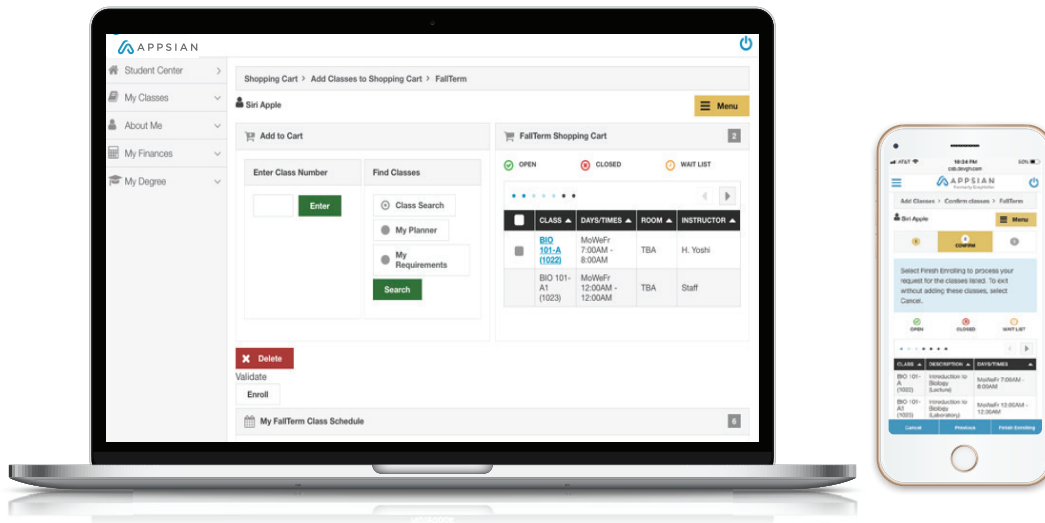 APPSIAN
Student Center
My Classes
About Me
My Finances
My Degree
Shopping Cart > Add Classes to Shopping Cart > FallTerm
Siri Apple
Menu
Add to Cart
Enter Class Number
Enter
Find Classes
Class Search
My Planner
My
Requirements
Search
FallTerm Shopping Cart
2
OPEN
CLOSED
WAIT LIST
CLASS DAYS/TIMES ROOM INSTRUCTOR
BIO
101-A
(1022)
MoWeFr
7:00AM -
8:00AM
TBA
H. Yoshi
BIO 101-
A1
(1023)
MoWeFr
12:00AM -
12:00AM
TBA
Staff
Delete
Validate
Enroll
My FallTerm Class Schedule
6
AT&T 10:24 PM
APPSIAN
Add Classes > Confirm classes > FallTerm
Siri Apple
Menu
CONFIRM
Select Finish Enrolling to process your
request for the classes listed. To exit
without adding these classes, select
Cancel.
OPEN
CLOSED
WAIT LIST
CLASS DESCRIPTION DAYS/TIMES
BIO 101-
A
(1022)
Introduction to
Biology
(Lecture)
MoWeFr 7:00AM -
8:00AM
BIO 101-
A1
(1023)
Introduction to
Biology
(Laboratory)
MoWeFr 12:00AM -
12:00AM
Cancel
Previous
Finish Enrolling